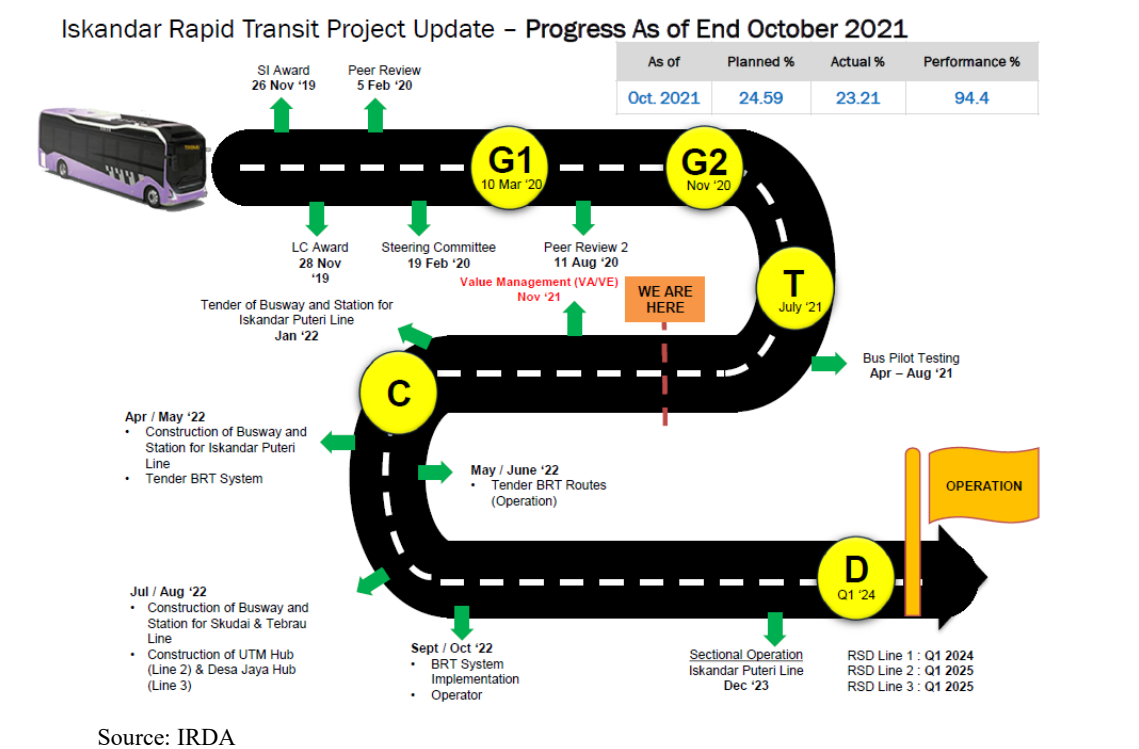 Iskandar Rapid Transit Project Update – Progress As of End October 2021
As of Planned % Actual % Performance %
Oct. 2021 24.59 23.21 94.4
SI Award
26 Nov ‘19
Peer Review
5 Feb ‘20
G1
10 Mar ‘20
G2
Nov ‘20
LC Award
28 Nov
‘19
Steering Committee
19 Feb ‘20
Peer Review 2
11 Aug ‘20
Value Management (VA/VE)
Nov ‘21
WE ARE
HERE
T
July ‘21
Tender of Busway and Station for
Iskandar Puteri Line
Jan ‘22
Bus Pilot Testing
Apr – Aug ‘21
C
Apr / May ‘22
• Construction of Busway and
Station for Iskandar Puteri
Line
• Tender BRT System
May / June ‘22
• Tender BRT Routes
(Operation)
OPERATION
D
Q1 ‘24
Jul / Aug ‘22
• Construction of Busway and
Station for Skudai & Tebrau
Line
• Construction of UTM Hub
(Line 2) & Desa Jaya Hub
(Line 3)
Sept / Oct ‘22
• BRT System
Implementation
• Operator
Sectional Operation
Iskandar Puteri Line
Dec ‘23
RSD Line 1 : Q1 2024
RSD Line 2 : Q1 2025
RSD Line 3 : Q1 2025
Source: IRDA